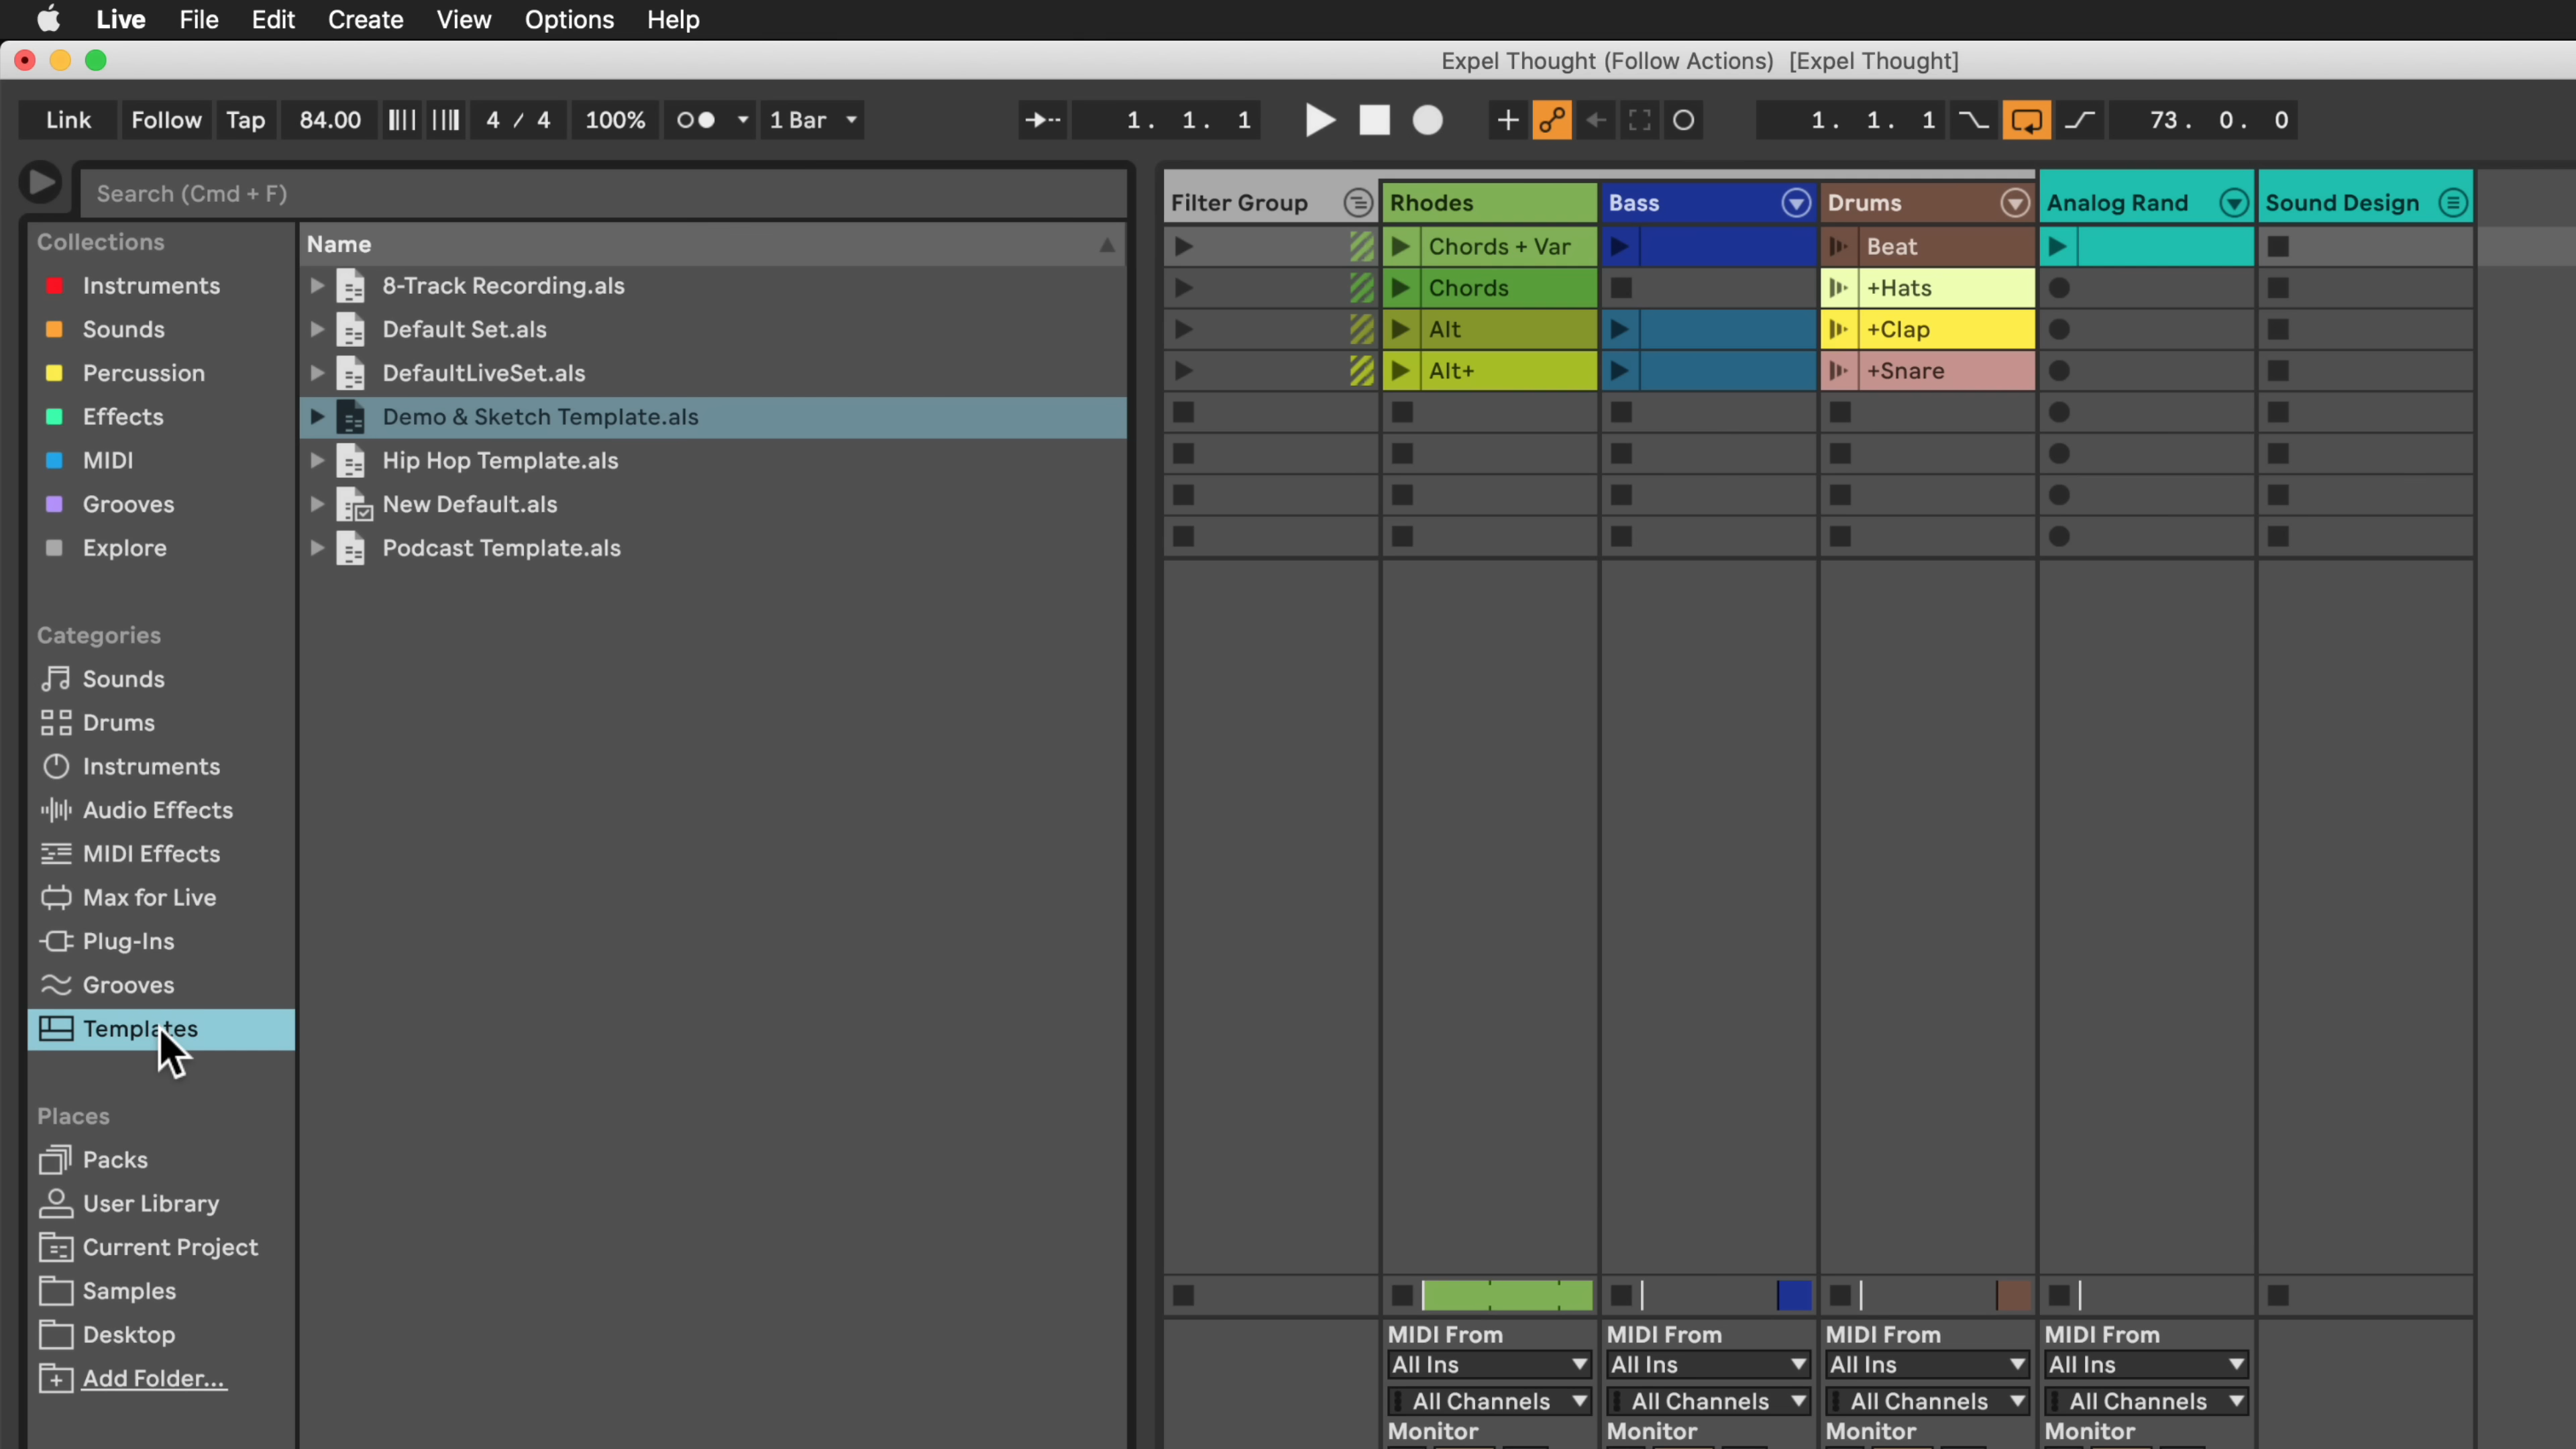 Live File Edit Create View Options Help
Expel Thought (Follow Actions) [Expel Thought]
Link Follow Tap 84.00 4 / 4 100% 1 Bar 1. 1. 1 1. 1. 1 73. 0. 0
Search (Cmd + F)
Collections
Instruments
Sounds
Percussion
Effects
MIDI
Grooves
Explore
Categories
Sounds
Drums
Instruments
Audio Effects
MIDI Effects
Max for Live
Plug-Ins
Grooves
Templates
Places
Packs
User Library
Current Project
Samples
Desktop
Add Folder...
Name
8-Track Recording.als
Default Set.als
DefaultLiveSet.als
Demo & Sketch Template.als
Hip Hop Template.als
New Default.als
Podcast Template.als
Filter Group Rhodes Bass Drums Analog Rand Sound Design
Chords + Var Beat
Chords +Hats
Alt +Clap
Alt+ +Snare
MIDI From MIDI From MIDI From MIDI From
All Ins All Ins All Ins All Ins
All Channels All Channels All Channels All Channels
Monitor Monitor Monitor Monitor